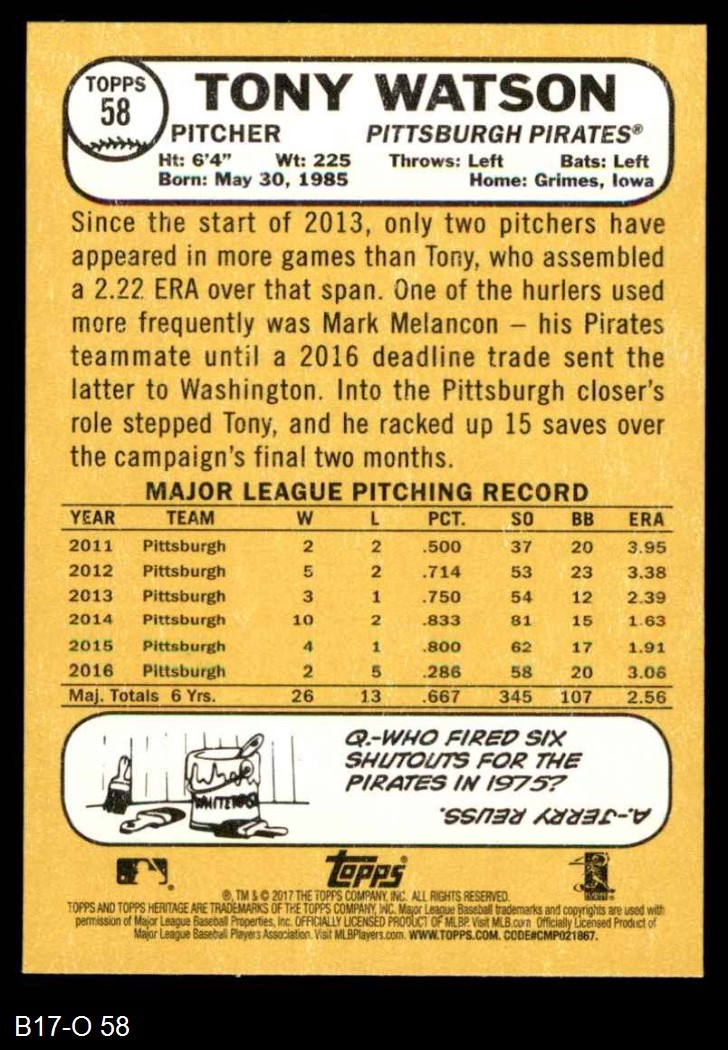 TOPPS
58
TONY WATSON
PITCHER PITTSBURGH PIRATES®
Ht: 6'4" Wt: 225 Throws: Left Bats: Left
Born: May 30, 1985 Home: Grimes, Iowa
Since the start of 2013, only two pitchers have
appeared in more games than Tony, who assembled
a 2.22 ERA over that span. One of the hurlers used
more frequently was Mark Melancon – his Pirates
teammate until a 2016 deadline trade sent the
latter to Washington. Into the Pittsburgh closer's
role stepped Tony, and he racked up 15 saves over
the campaign's final two months.
MAJOR LEAGUE PITCHING RECORD
YEAR TEAM W L PCT. SO BB ERA
2011 Pittsburgh 2 2 .500 37 20 3.95
2012 Pittsburgh 5 2 .714 53 23 3.38
2013 Pittsburgh 3 1 .750 54 12 2.39
2014 Pittsburgh 10 2 .833 81 15 1.63
2015 Pittsburgh 4 1 .800 62 17 1.91
2016 Pittsburgh 2 5 .286 58 20 3.06
Maj. Totals 6 Yrs. 26 13 .667 345 107 2.56
Q.-WHO FIRED SIX
SHUTOUTS FOR THE
PIRATES IN 1975?
A.-JERRY REUSS.
WHITEWASH
topps®
®, TM & © 2017 THE TOPPS COMPANY, INC. ALL RIGHTS RESERVED.
TOPPS AND TOPPS HERITAGE ARE TRADEMARKS OF THE TOPPS COMPANY, INC. Major League Baseball trademarks and copyrights are used with
permission of Major League Baseball Properties, Inc. OFFICIALLY LICENSED PRODUCT OF MLBP. Visit MLB.com Officially Licensed Product of
Major League Baseball Players Association. Visit MLBPlayers.com. WWW.TOPPS.COM. CODE#CMP021867.
B17-O 58